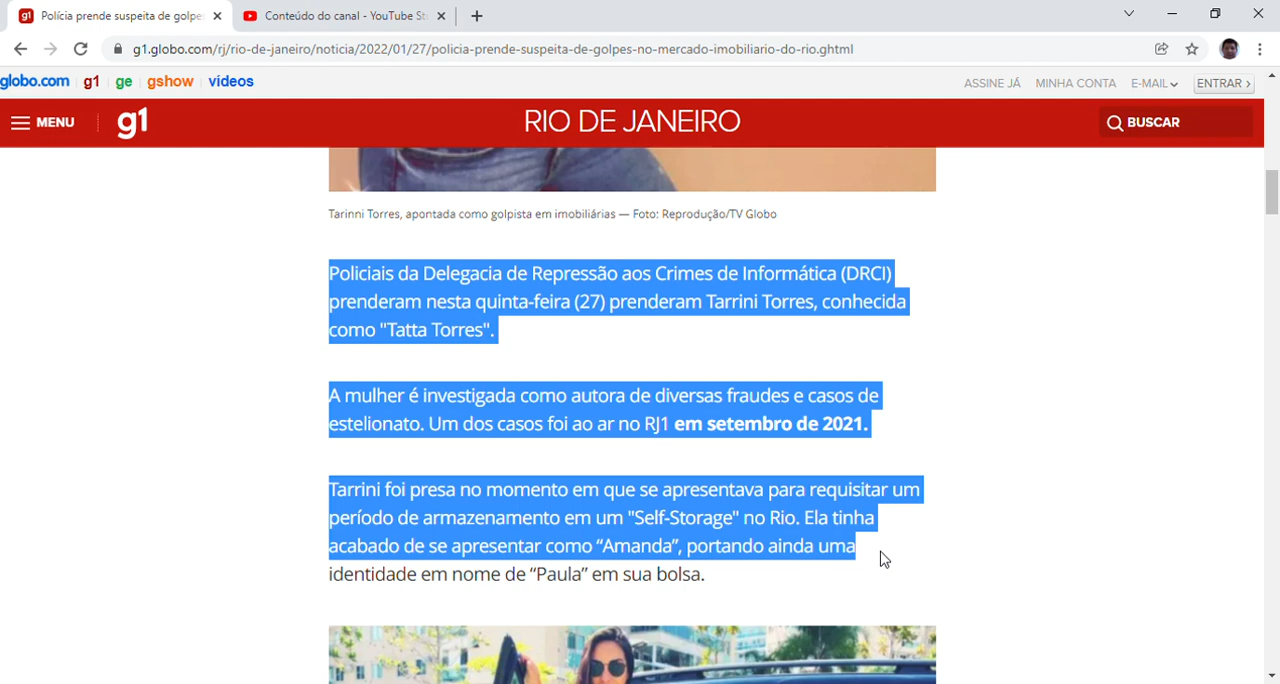 g1 Polícia prende suspeita de golpes
Conteúdo do canal - YouTube St
g1.globo.com/rj/rio-de-janeiro/noticia/2022/01/27/policia-prende-suspeita-de-golpes-no-mercado-imobiliario-do-rio.ghtml
globo.com g1 ge gshow vídeos ASSINE JÁ MINHA CONTA E-MAIL ENTRAR ›
MENU g1 RIO DE JANEIRO BUSCAR
Tarinni Torres, apontada como golpista em imobiliárias — Foto: Reprodução/TV Globo
Policiais da Delegacia de Repressão aos Crimes de Informática (DRCI)
prenderam nesta quinta-feira (27) prenderam Tarrini Torres, conhecida
como "Tatta Torres".
A mulher é investigada como autora de diversas fraudes e casos de
estelionato. Um dos casos foi ao ar no RJ1 em setembro de 2021.
Tarrini foi presa no momento em que se apresentava para requisitar um
período de armazenamento em um "Self-Storage" no Rio. Ela tinha
acabado de se apresentar como “Amanda”, portando ainda uma
identidade em nome de “Paula” em sua bolsa.